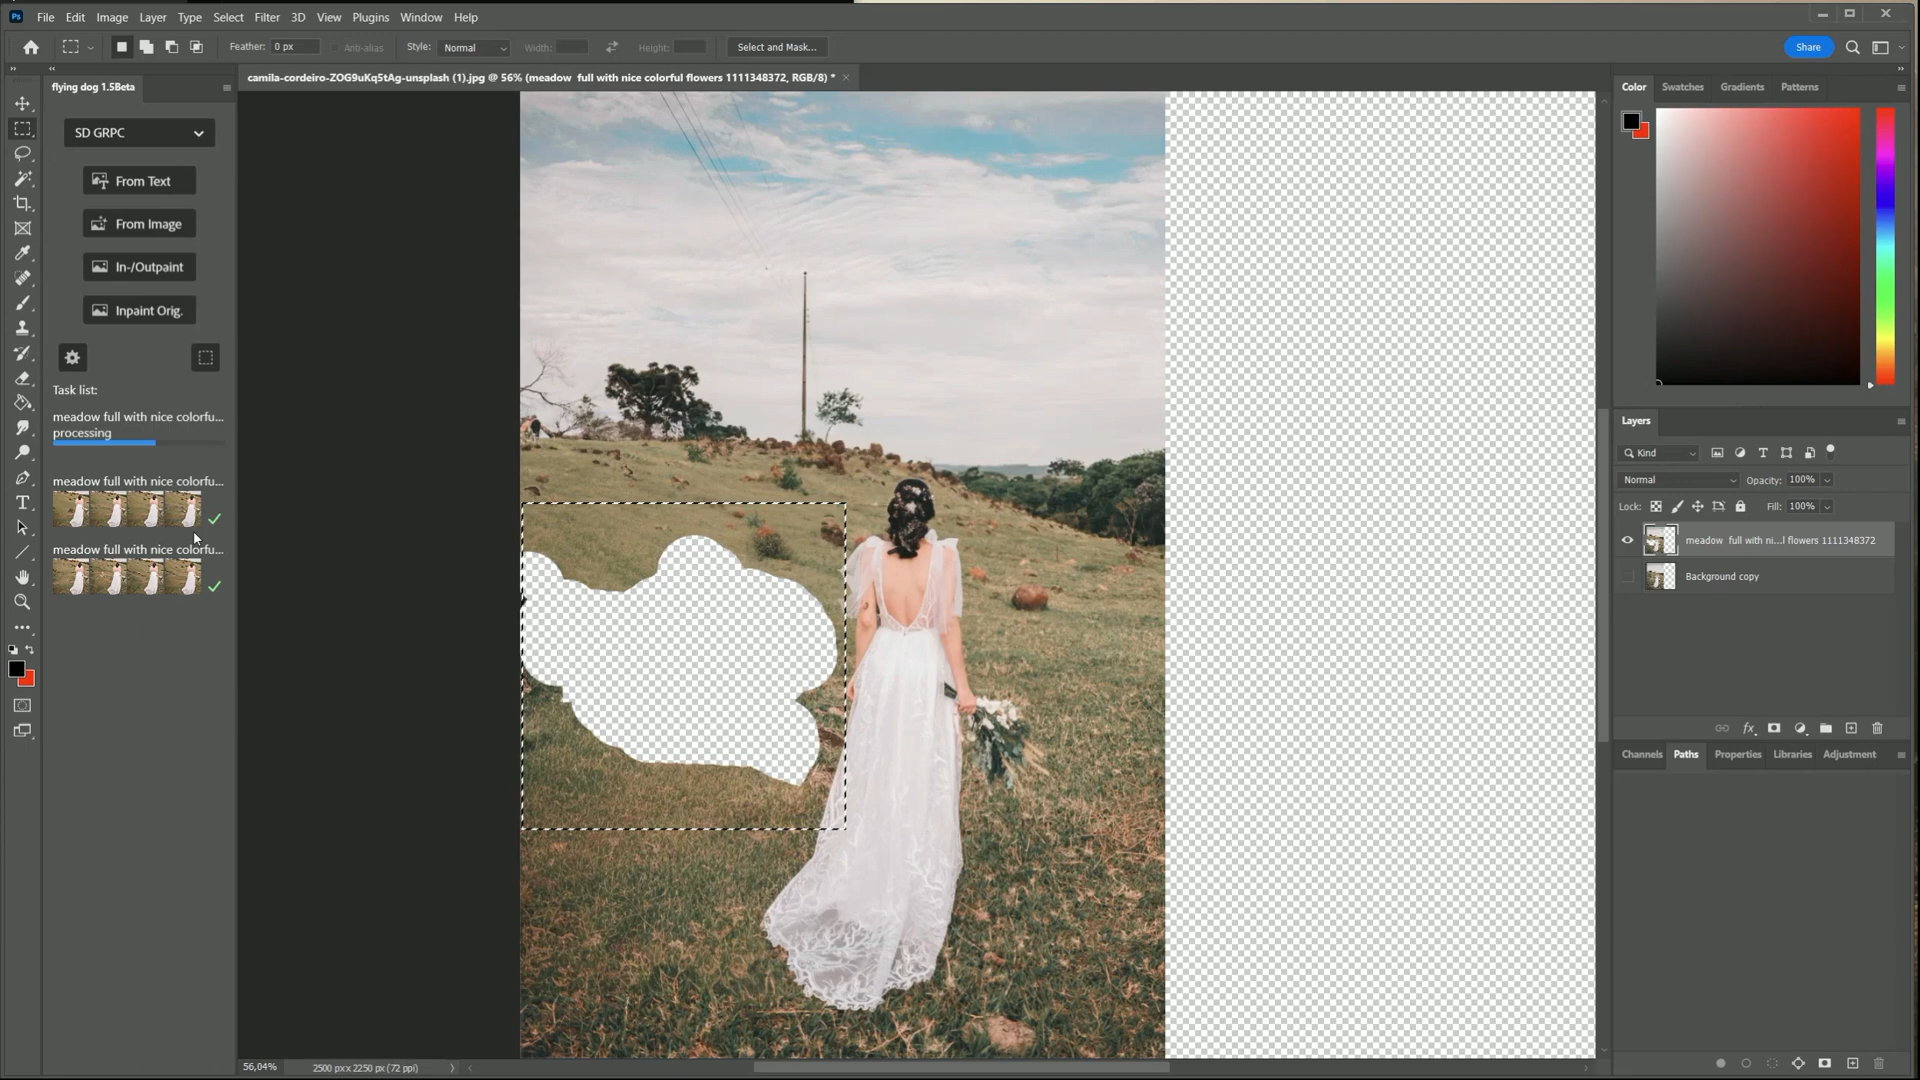 Ps File Edit Image Layer Type Select Filter 3D View Plugins Window Help
Feather: 0 px Anti-alias Style: Normal Width: Height: Select and Mask... Share
flying dog 1.5Beta
camila-cordeiro-ZOG9uKq5tAg-unsplash (1).jpg @ 56% (meadow full with nice colorful flowers 1111348372, RGB/8) *
SD GRPC
From Text
From Image
In-/Outpaint
Inpaint Orig.
Task list:
meadow full with nice colorfu...
processing
meadow full with nice colorfu...
meadow full with nice colorfu...
56,04% 2500 px x 2250 px (72 ppi)
Color Swatches Gradients Patterns
Layers
Kind
Normal Opacity: 100%
Lock: Fill: 100%
meadow full with ni...l flowers 1111348372
Background copy
Channels Paths Properties Libraries Adjustment